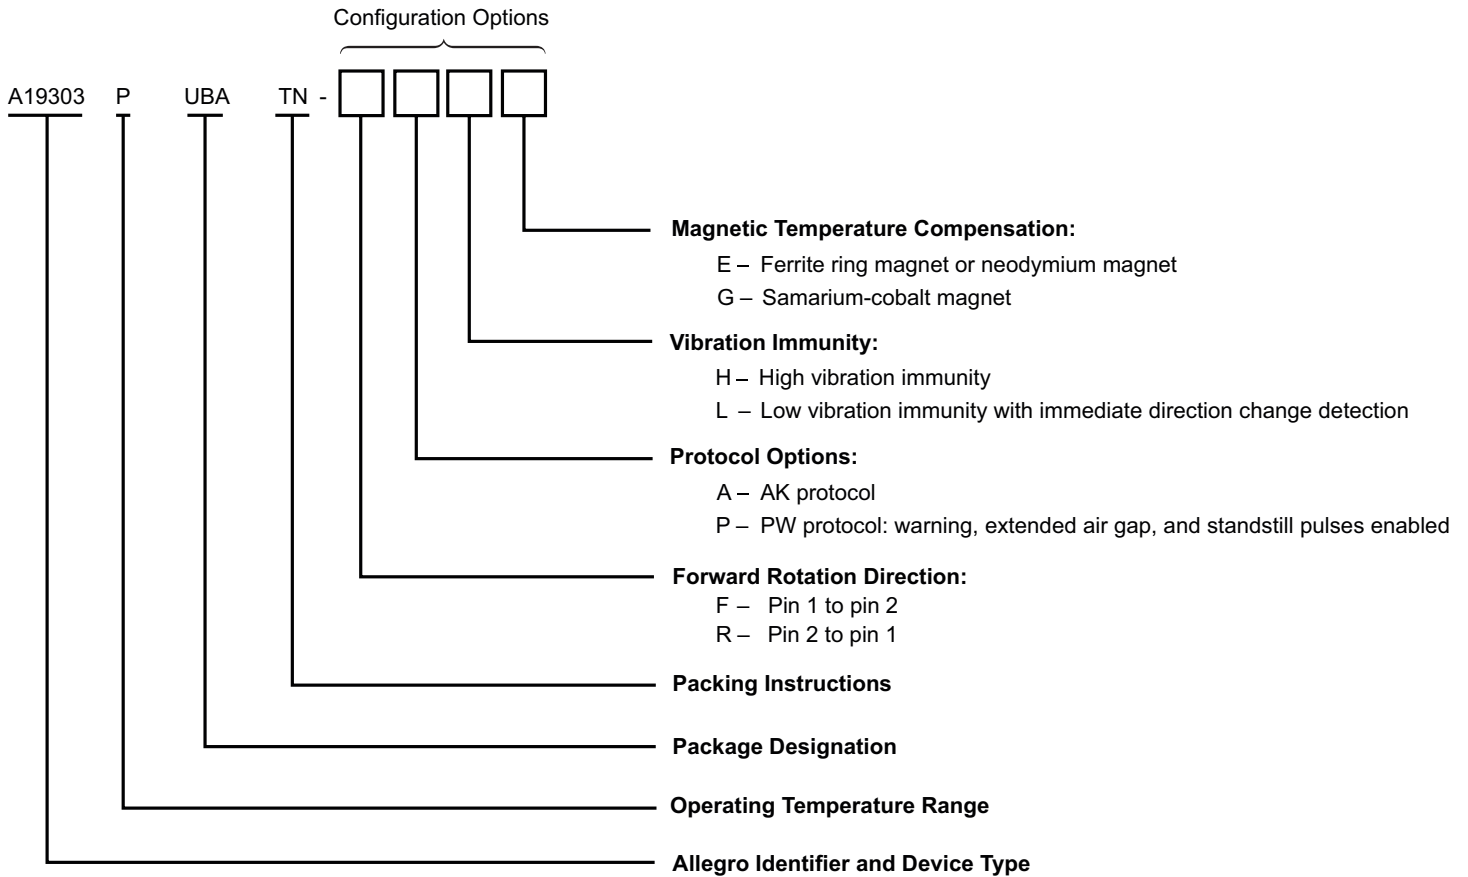 Configuration Options
A19303 P UBA TN -
Magnetic Temperature Compensation:
E – Ferrite ring magnet or neodymium magnet
G – Samarium-cobalt magnet
Vibration Immunity:
H – High vibration immunity
L – Low vibration immunity with immediate direction change detection
Protocol Options:
A – AK protocol
P – PW protocol: warning, extended air gap, and standstill pulses enabled
Forward Rotation Direction:
F – Pin 1 to pin 2
R – Pin 2 to pin 1
Packing Instructions
Package Designation
Operating Temperature Range
Allegro Identifier and Device Type